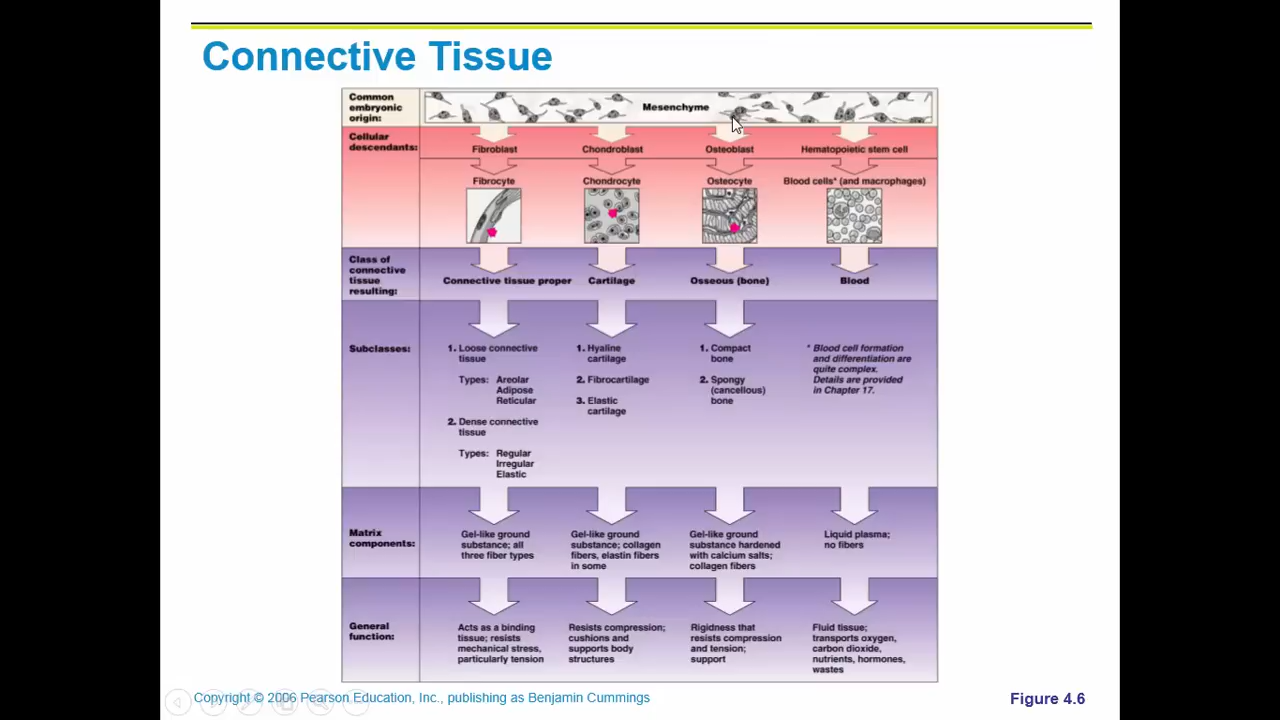 Connective Tissue
Common
embryonic
origin:
Mesenchyme
Cellular
descendants:
Fibroblast
Chondroblast
Osteoblast
Hematopoietic stem cell
Fibrocyte
Chondrocyte
Osteocyte
Blood cells* (and macrophages)
Class of
connective
tissue
resulting:
Connective tissue proper
Cartilage
Osseous (bone)
Blood
Subclasses:
1. Loose connective
tissue
Types: Areolar
Adipose
Reticular
2. Dense connective
tissue
Types: Regular
Irregular
Elastic
1. Hyaline
cartilage
2. Fibrocartilage
3. Elastic
cartilage
1. Compact
bone
2. Spongy
(cancellous)
bone
* Blood cell formation
and differentiation are
quite complex.
Details are provided
in Chapter 17.
Matrix
components:
Gel-like ground
substance; all
three fiber types
Gel-like ground
substance; collagen
fibers, elastin fibers
in some
Gel-like ground
substance hardened
with calcium salts;
collagen fibers
Liquid plasma;
no fibers
General
function:
Acts as a binding
tissue; resists
mechanical stress,
particularly tension
Resists compression;
cushions and
supports body
structures
Rigidness that
resists compression
and tension;
support
Fluid tissue;
transports oxygen,
carbon dioxide,
nutrients, hormones,
wastes
Copyright © 2006 Pearson Education, Inc., publishing as Benjamin Cummings
Figure 4.6